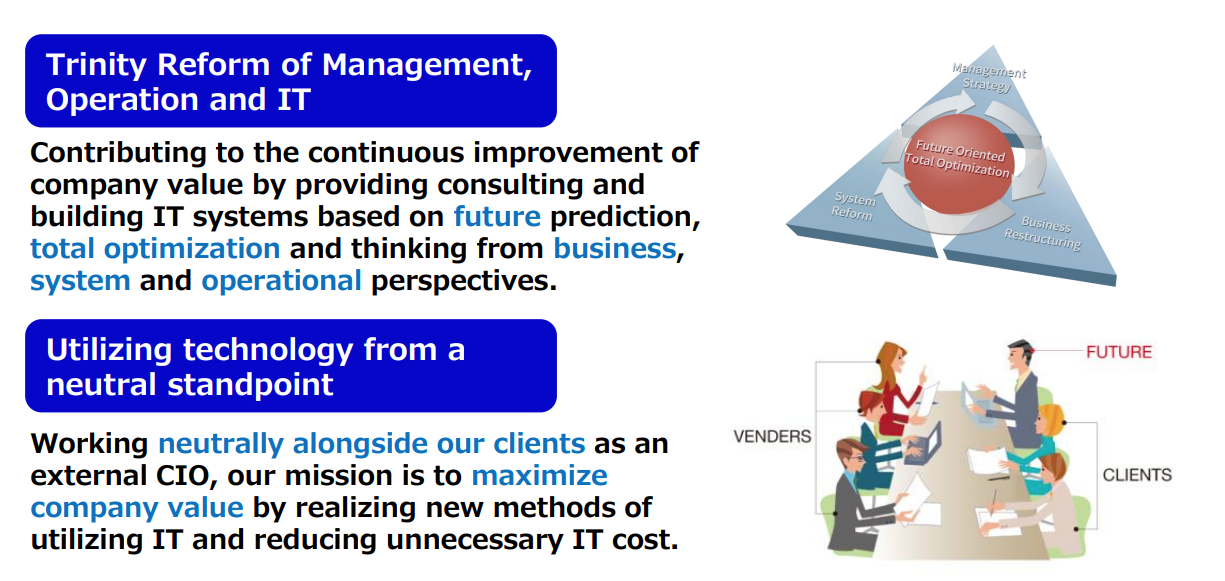 Trinity Reform of Management,
Operation and IT
Contributing to the continuous improvement of
company value by providing consulting and
building IT systems based on future prediction,
total optimization and thinking from business,
system and operational perspectives.
Management
Strategy
Future Oriented
Total Optimization
System
Reform
Business
Restructuring
Utilizing technology from a
neutral standpoint
Working neutrally alongside our clients as an
external CIO, our mission is to maximize
company value by realizing new methods of
utilizing IT and reducing unnecessary IT cost.
FUTURE
VENDERS
CLIENTS